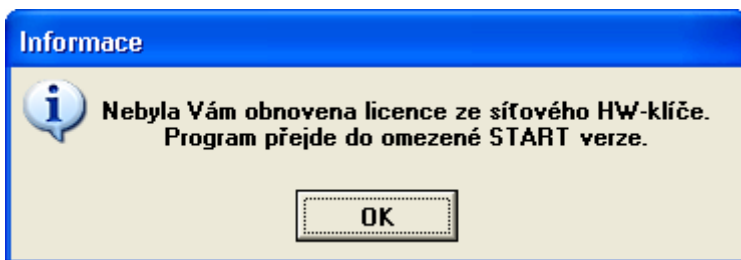 Informace
Nebyla Vám obnovena licence ze síťového HW-klíče.
Program přejde do omezené START verze.
OK